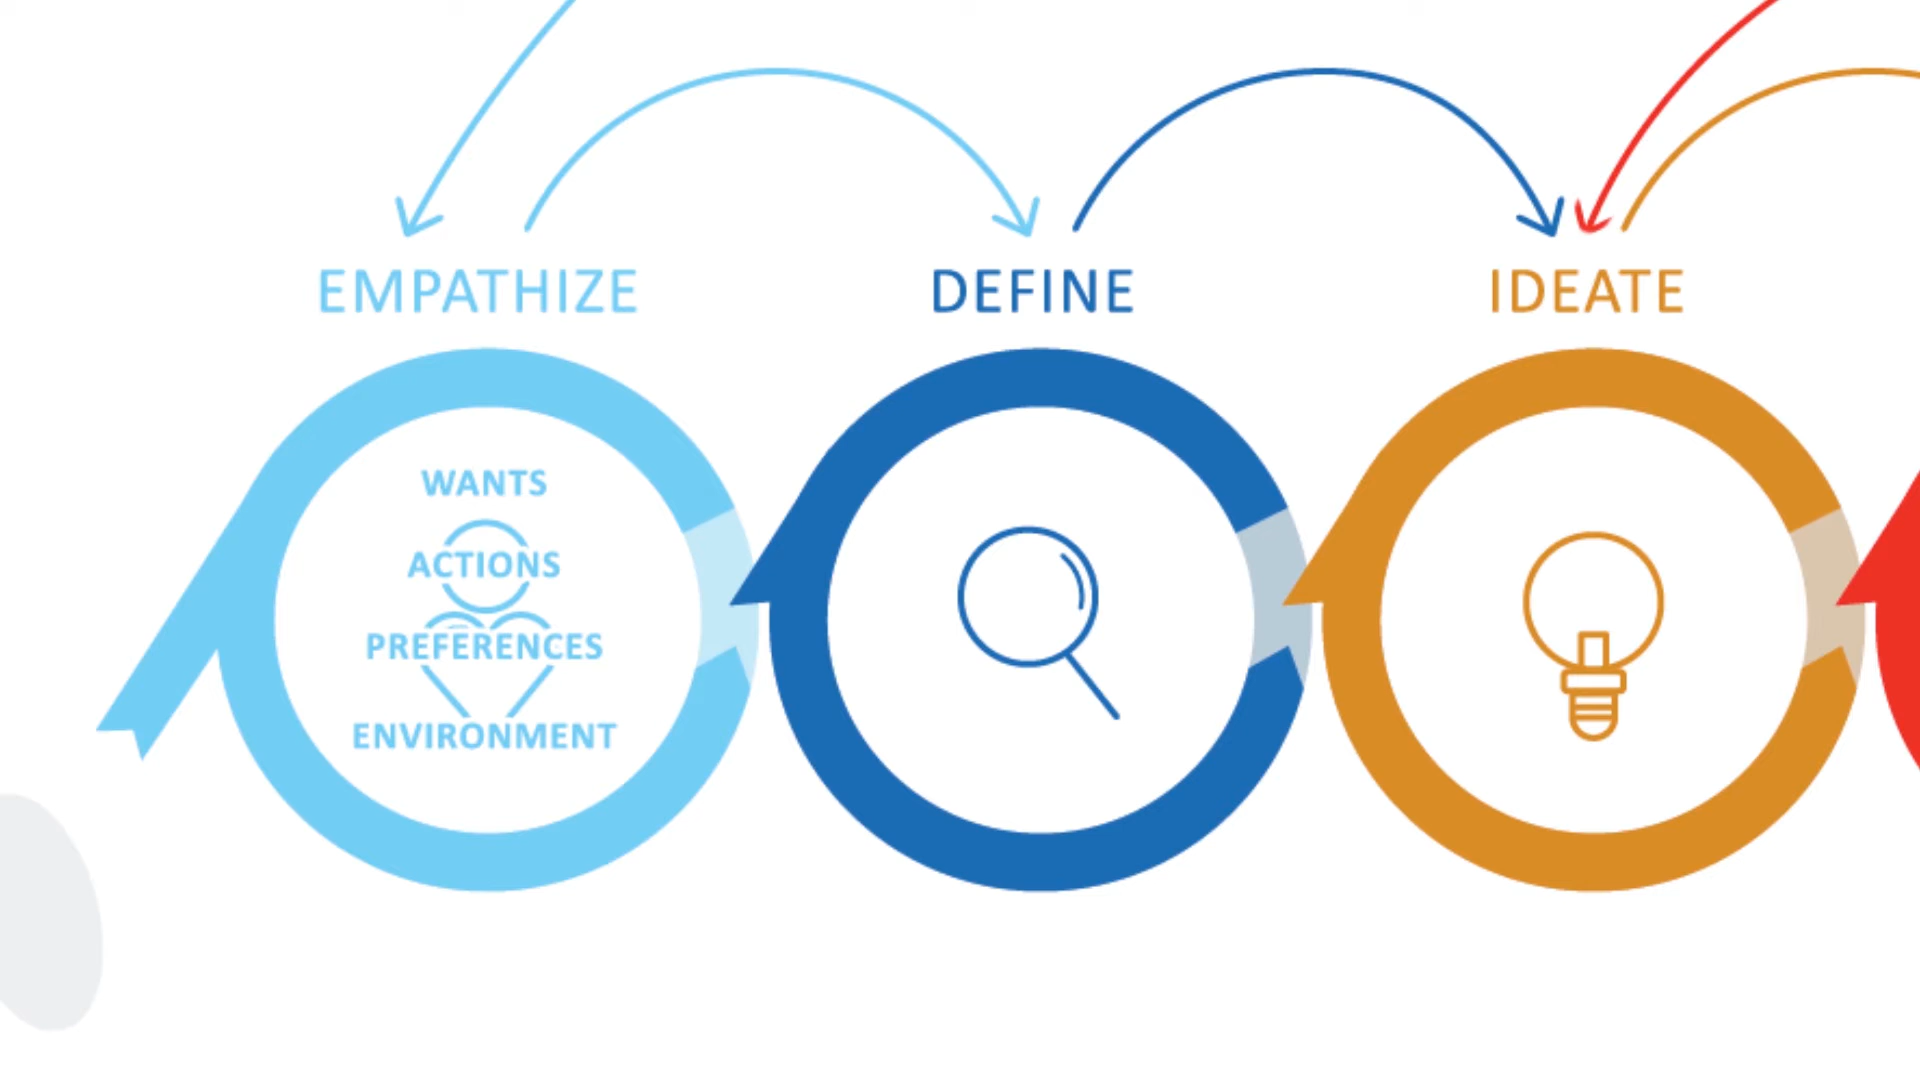 EMPATHIZE
DEFINE
IDEATE
WANTS
ACTIONS
PREFERENCES
ENVIRONMENT